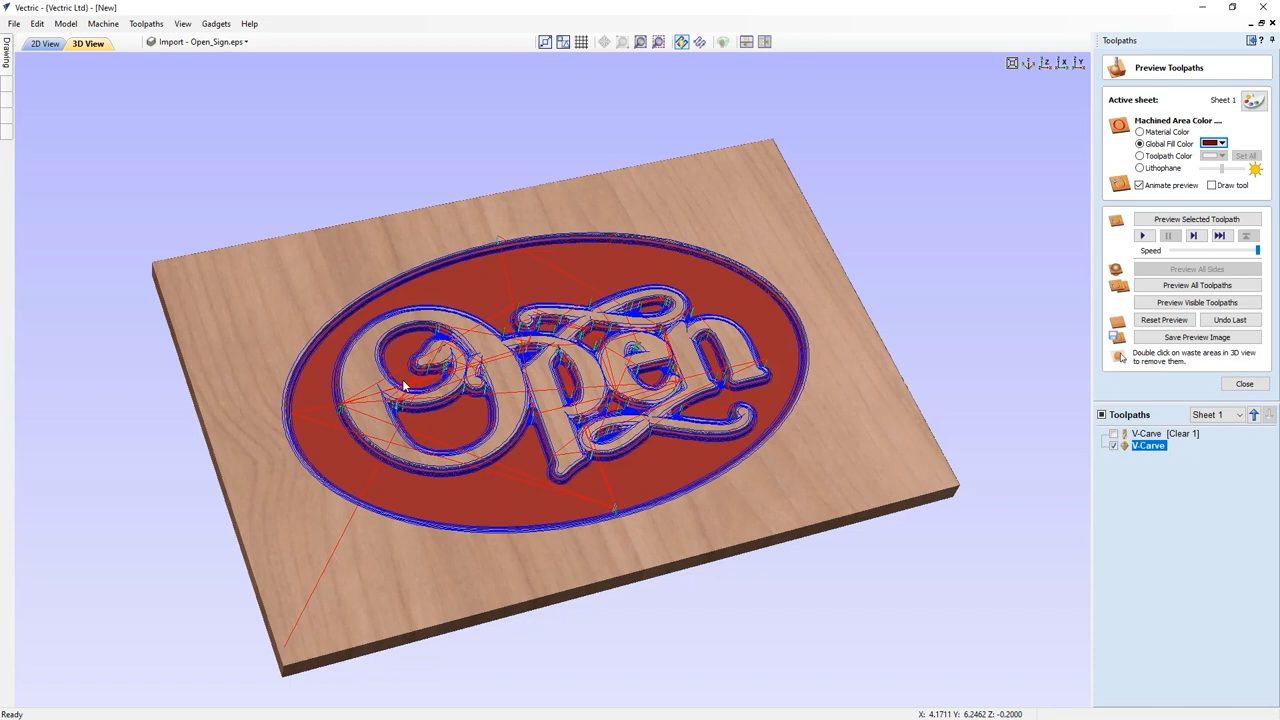 Vectric - {Vectric Ltd} - [New]
File Edit Model Machine Toolpaths View Gadgets Help
Drawing
2D View 3D View Import - Open_Sign.eps
Toolpaths
Preview Toolpaths
Active sheet: Sheet 1
Machined Area Color ....
Material Color
Global Fill Color
Toolpath Color Set All
Lithophane
Animate preview Draw tool
Preview Selected Toolpath
Speed
Preview All Sides
Preview All Toolpaths
Preview Visible Toolpaths
Reset Preview Undo Last
Save Preview Image
Double click on waste areas in 3D view
to remove them.
Close
Toolpaths Sheet 1
V-Carve [Clear 1]
V-Carve
Open
Ready X: 4.1711 Y: 6.2462 Z: -0.2000